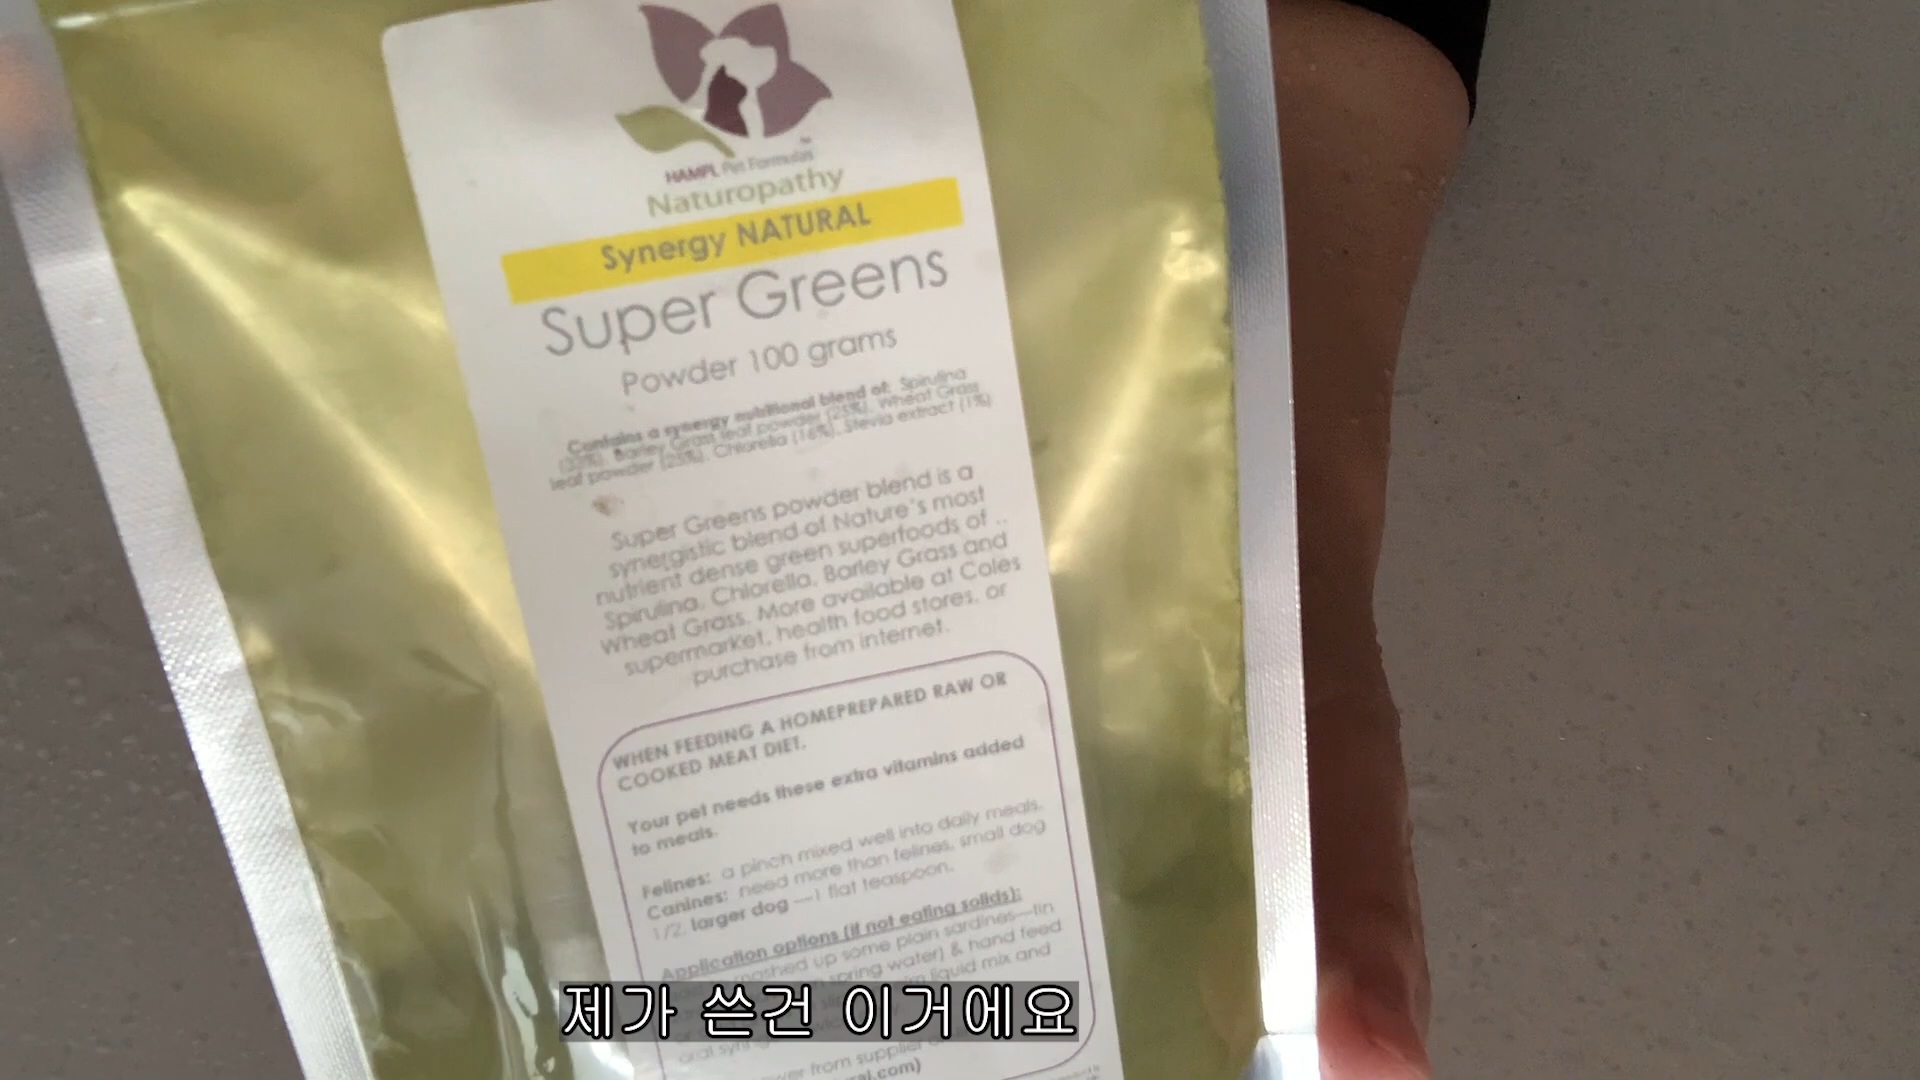 HAMPL Pet Formulas™
Naturopathy
Synergy NATURAL
Super Greens
Powder 100 grams
Contains a synergy nutritional blend of: Spirulina
Barley Grass leaf powder (25%), Wheat Grass
leaf powder (25%), Chlorella (16%), Stevia extract (1%)
Super Greens powder blend is a
synergistic blend of Nature's most
nutrient dense green superfoods of ..
Spirulina, Chlorella, Barley Grass and
Wheat Grass. More available at Coles
supermarket, health food stores, or
purchase from internet.
WHEN FEEDING A HOMEPREPARED RAW OR
COOKED MEAT DIET.
Your pet needs these extra vitamins added
to meals.
Felines: a pinch mixed well into daily meals.
Canines: need more than felines, small dog
1/2, larger dog —1 flat teaspoon.
Application options (if not eating solids):
mashed up some plain sardines—tin
spring water) & hand feed
liquid mix and
oral
from supplier
제가 쓴건 이거에요